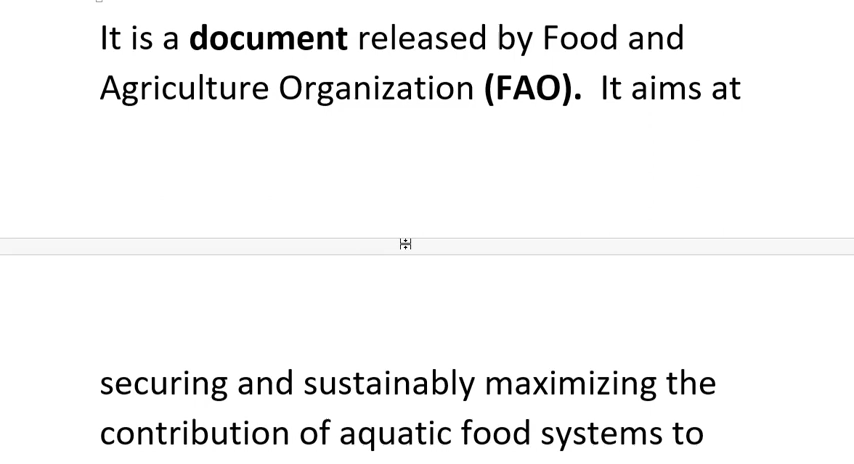 It is a document released by Food and
Agriculture Organization (FAO).  It aims at
securing and sustainably maximizing the
contribution of aquatic food systems to